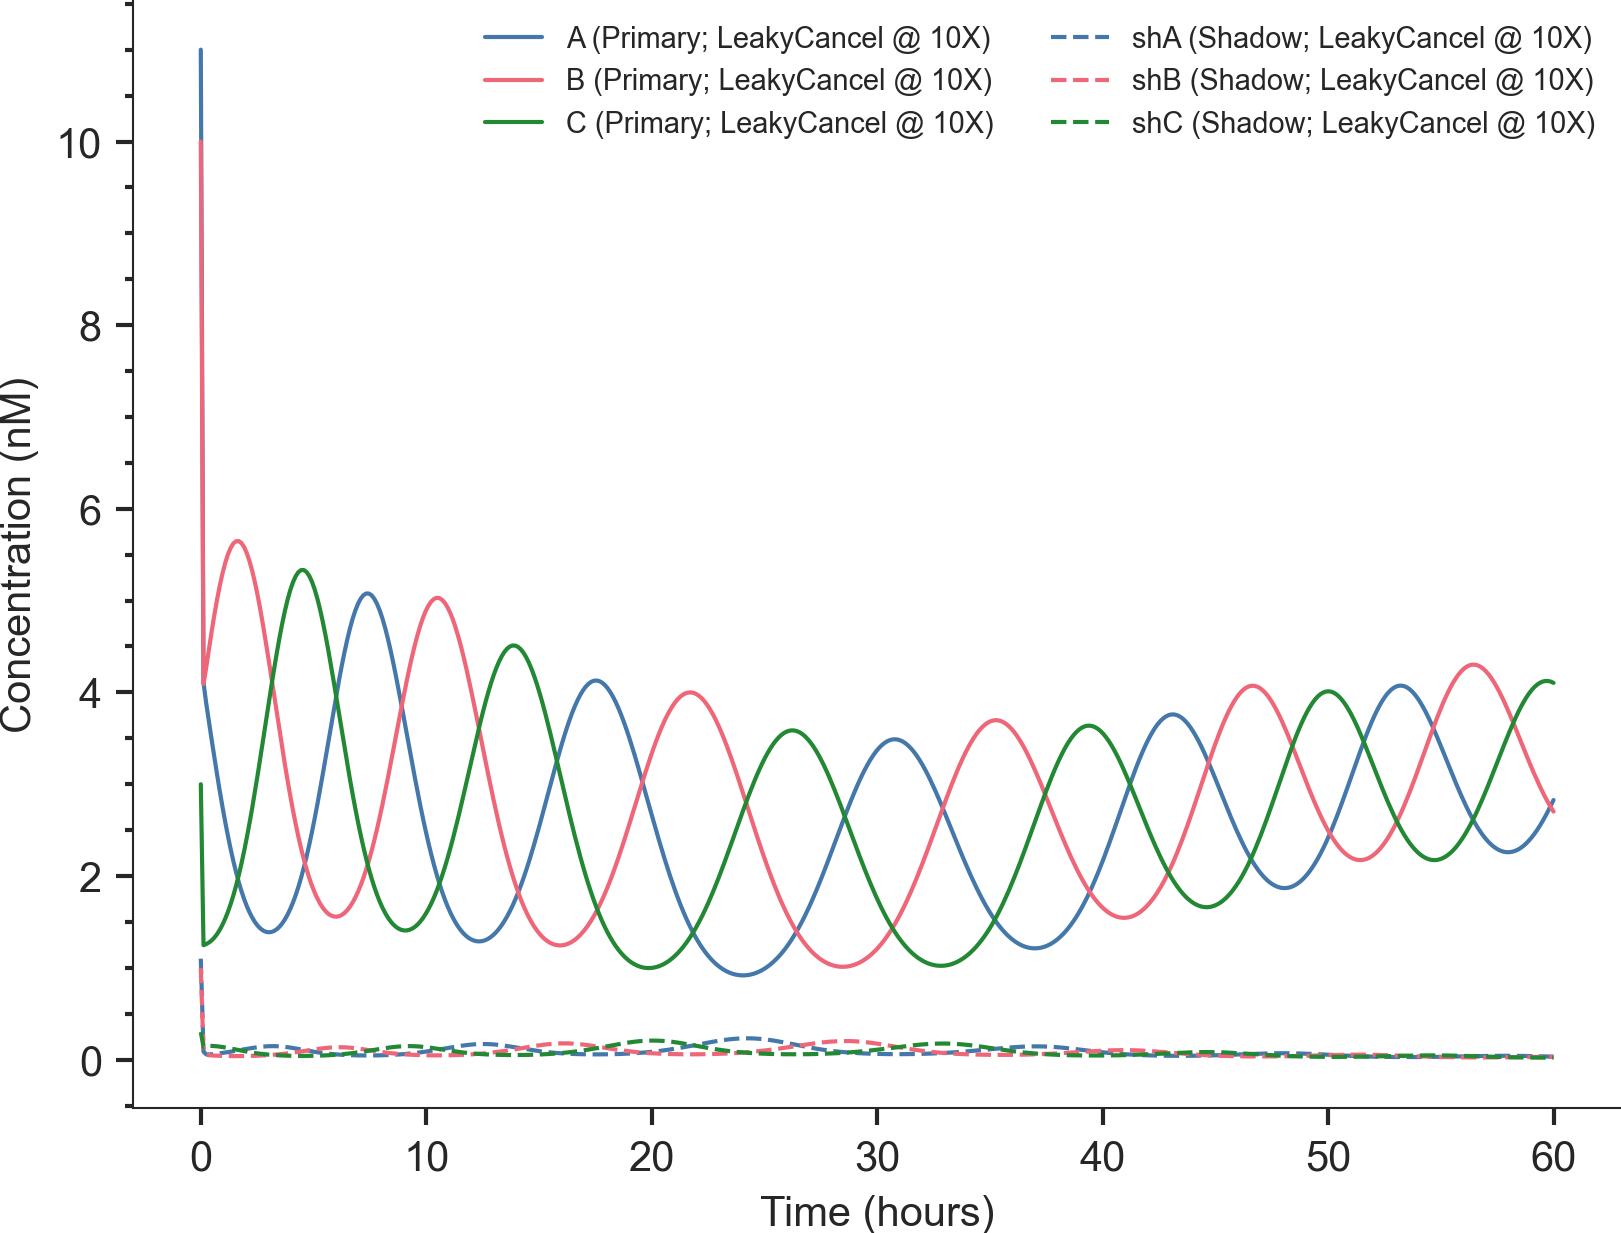 A (Primary; LeakyCancel @ 10X)
B (Primary; LeakyCancel @ 10X)
C (Primary; LeakyCancel @ 10X)
shA (Shadow; LeakyCancel @ 10X)
shB (Shadow; LeakyCancel @ 10X)
shC (Shadow; LeakyCancel @ 10X)
Concentration (nM)
10
8
6
4
2
0
0 10 20 30 40 50 60
Time (hours)